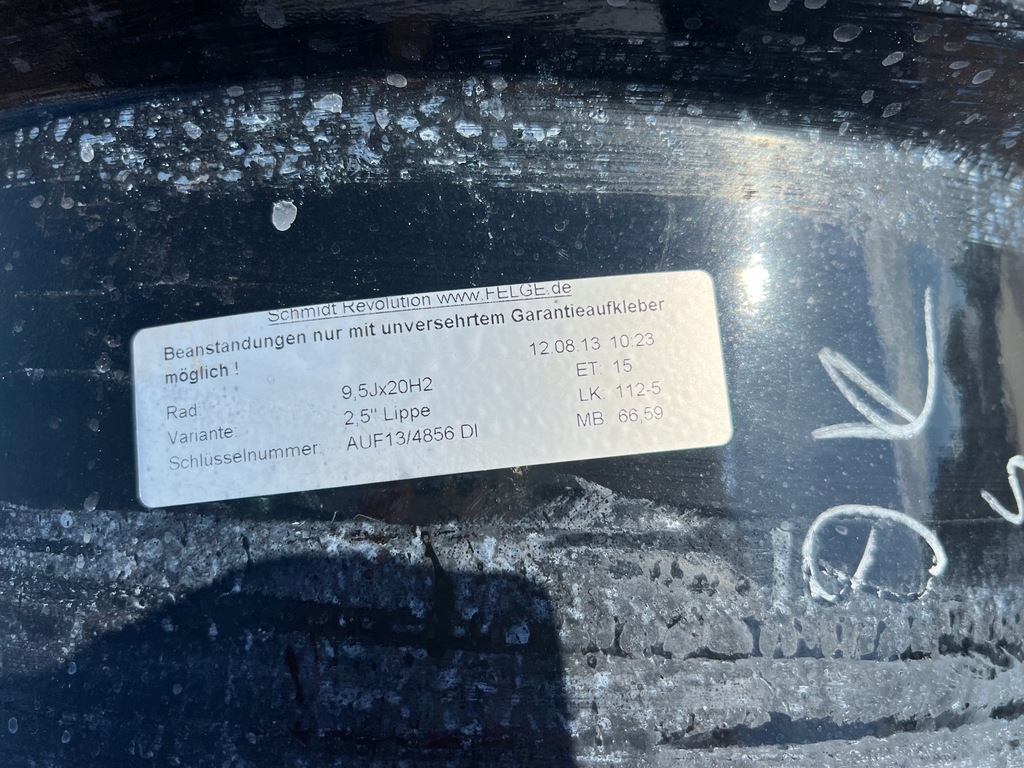 Schmidt Revolution www.FELGE.de
Beanstandungen nur mit unversehrtem Garantieaufkleber
möglich !
12.08.13 10:23
Rad: 9,5Jx20H2 ET: 15
Variante: 2,5" Lippe LK: 112-5
Schlüsselnummer: AUF13/4856 DI MB: 66,59